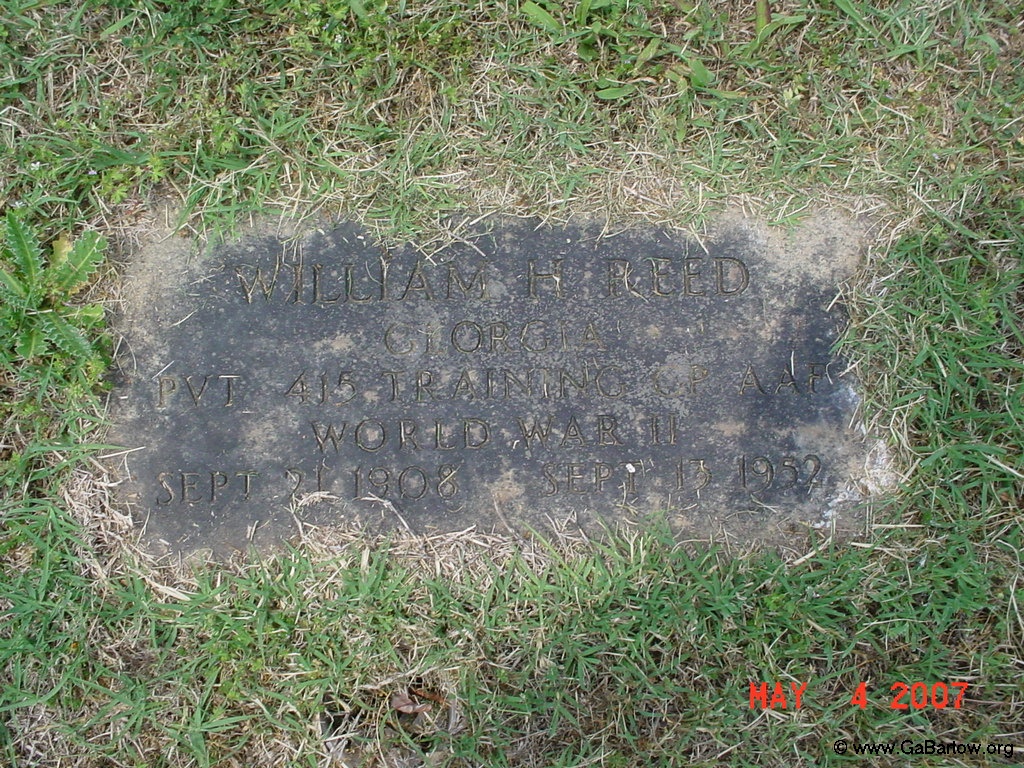 WILLIAM H REED
GEORGIA
PVT 415 TRAINING GP AAF
WORLD WAR II
SEPT 21 1908 SEPT 13 1952
MAY 4 2007
© www.GaBartow.org